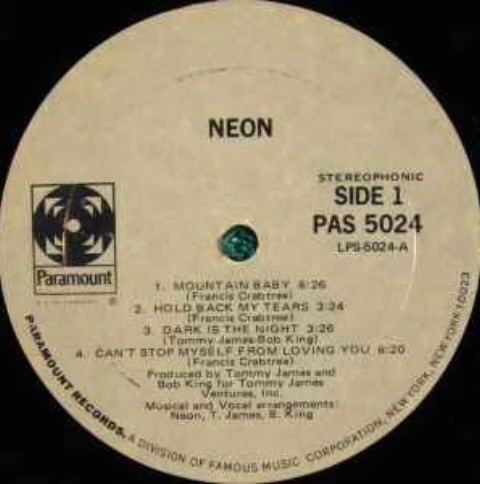 NEON
STEREOPHONIC
SIDE 1
PAS 5024
LPS-5024-A
Paramount
1. MOUNTAIN BABY 6:26
(Francis Crabtree)
2. HOLD BACK MY TEARS 3:24
(Francis Crabtree)
3. DARK IS THE NIGHT 3:26
(Tommy James-Bob King)
4. CAN'T STOP MYSELF FROM LOVING YOU 6:20
(Francis Crabtree)
Produced by Tommy James and
Bob King for Tommy James
Ventures, Inc.
Musical and Vocal arrangements:
Neon, T. James, B. King
PARAMOUNT RECORDS, A DIVISION OF FAMOUS MUSIC CORPORATION, NEW YORK, NEW YORK 10023